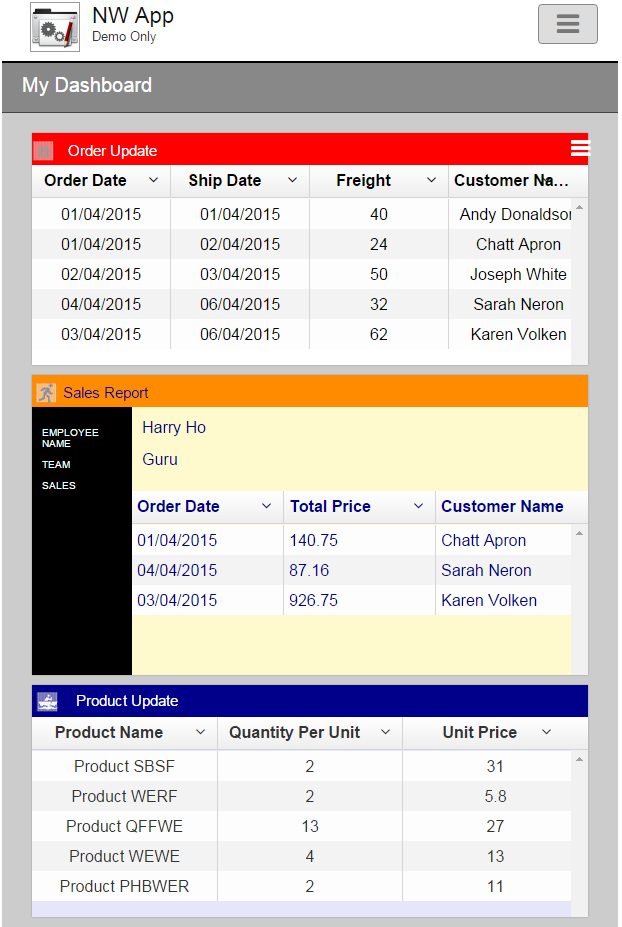 NW App
Demo Only
My Dashboard
Order Update
Order Date Ship Date Freight Customer Na...
01/04/2015 01/04/2015 40 Andy Donaldson
01/04/2015 02/04/2015 24 Chatt Apron
02/04/2015 03/04/2015 50 Joseph White
04/04/2015 06/04/2015 32 Sarah Neron
03/04/2015 06/04/2015 62 Karen Volken
Sales Report
EMPLOYEE NAME Harry Ho
TEAM Guru
SALES
Order Date Total Price Customer Name
01/04/2015 140.75 Chatt Apron
04/04/2015 87.16 Sarah Neron
03/04/2015 926.75 Karen Volken
Product Update
Product Name Quantity Per Unit Unit Price
Product SBSF 2 31
Product WERF 2 5.8
Product QFFWE 13 27
Product WEWE 4 13
Product PHBWER 2 11